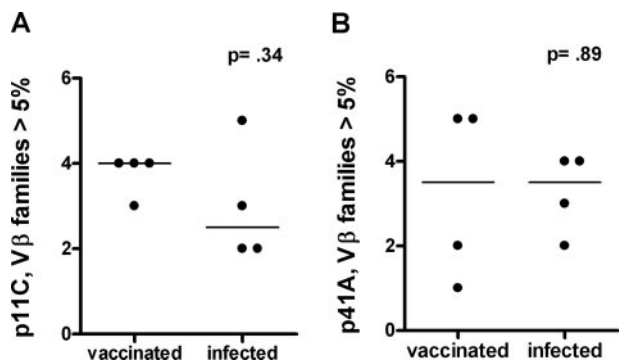 A
p= .34
p11C, Vβ families > 5%
6
4
2
0
vaccinated infected
B
p= .89
p41A, Vβ families > 5%
6
4
2
0
vaccinated infected